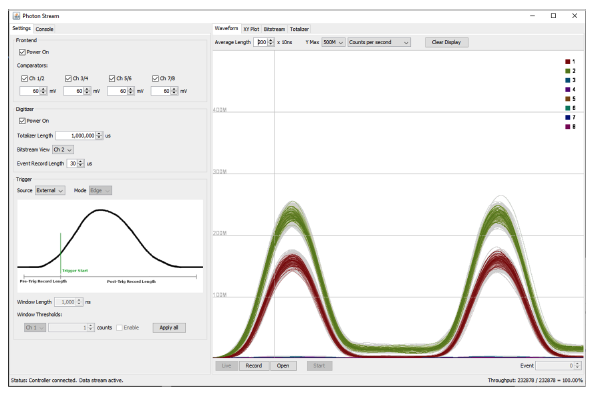 Photon Stream
Settings Console
Frontend
Power On
Comparators:
Ch 1/2 Ch 3/4 Ch 5/6 Ch 7/8
60 mV 60 mV 60 mV 60 mV
Digitizer
Power On
Totalizer Length 1,000,000 us
Bitstream View Ch 2
Event Record Length 30 us
Trigger
Source External Mode Edge
Trigger Start
Pre-Trig Record Length Post-Trig Record Length
Window Length 1,000 ns
Window Thresholds:
Ch 1 1 counts Enable Apply all
Waveform XY Plot Bitstream Totalizer
Average Length 200 x 10ns Y Max 500M Counts per second Clear Display
1
2
3
4
5
6
7
8
400M
300M
200M
100M
Live Record Open Start Event 0
Status: Controller connected. Data stream active. Throughput: 232878 / 232878 = 100.00%